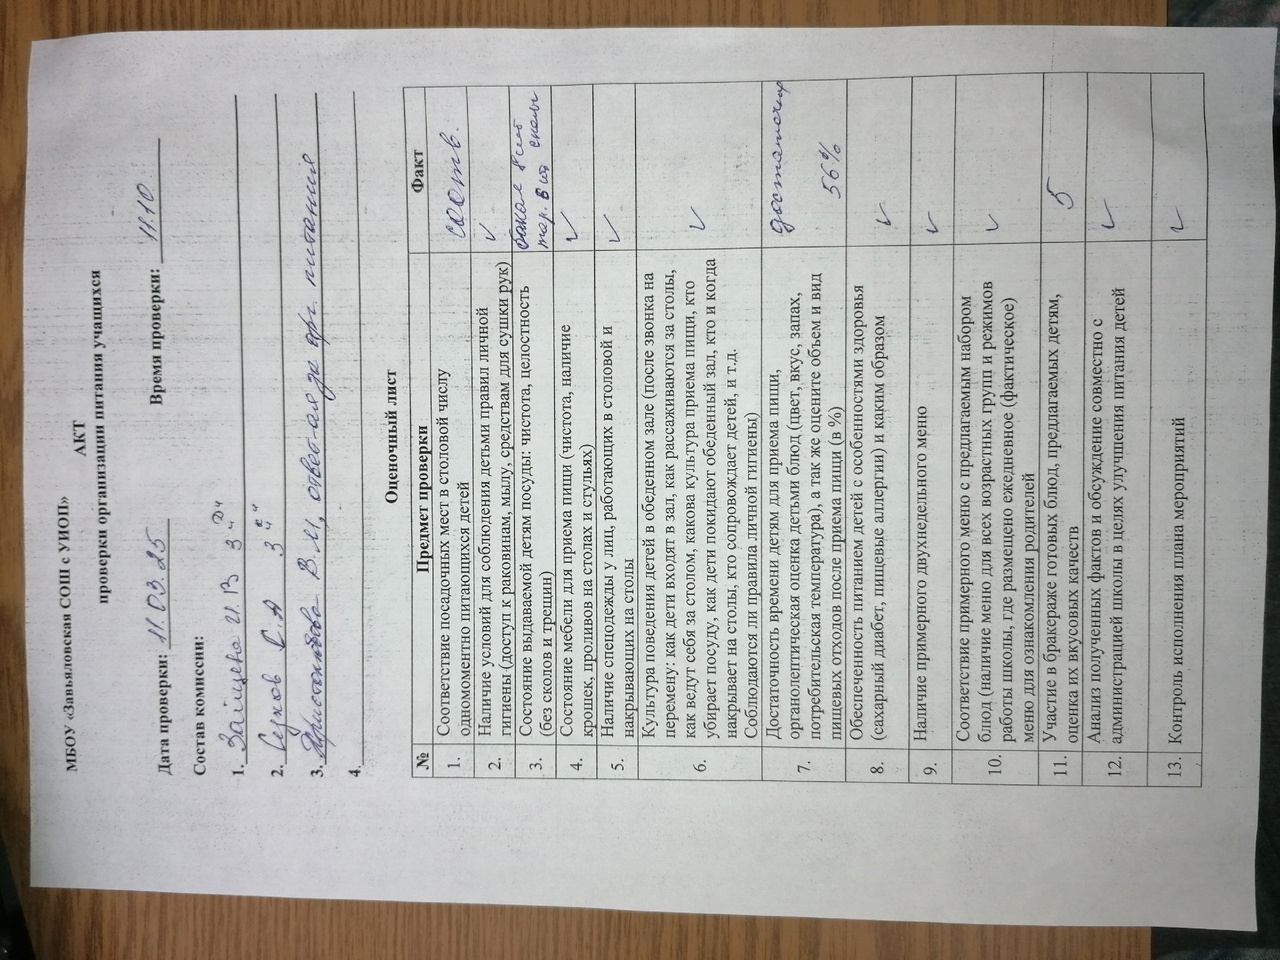 МБОУ «Завьяловская СОШ с УИОП»
АКТ
проверки организации питания учащихся
Дата проверки: 11.03.25 Время проверки: 11.10
Состав комиссии:
1. И.В 3 "Д"
2. С.А 3 "е"
3. В.М, ответ-ая за орг. питания
4.
Оценочный лист
№ Предмет проверки Факт
1. Соответствие посадочных мест в столовой числу
одномоментно питающихся детей соотв.
2. Наличие условий для соблюдения детьми правил личной
гигиены (доступ к раковинам, мылу, средствам для сушки рук) ✓
3. Состояние выдаваемой детям посуды: чистота, целостность
(без сколов и трещин) тар. сколы
4. Состояние мебели для приема пищи (чистота, наличие
крошек, проливов на столах и стульях) ✓
5. Наличие спецодежды у лиц, работающих в столовой и
накрывающих на столы ✓
6. Культура поведения детей в обеденном зале (после звонка на
перемену: как дети входят в зал, как рассаживаются за столы,
как ведут себя за столом, какова культура приема пищи, кто
убирает посуду, как дети покидают обеденный зал, кто и когда
накрывает на столы, кто сопровождает детей, и т.д.
Соблюдаются ли правила личной гигиены) ✓
7. Достаточность времени детям для приема пищи,
органолептическая оценка детьми блюд (цвет, вкус, запах,
потребительская температура), а так же оцените объем и вид
пищевых отходов после приема пищи (в %) 56%
8. Обеспеченность питанием детей с особенностями здоровья
(сахарный диабет, пищевые аллергии) и каким образом ✓
9. Наличие примерного двухнедельного меню ✓
10. Соответствие примерного меню с предлагаемым набором
блюд (наличие меню для всех возрастных групп и режимов
работы школы, где размещено ежедневное (фактическое)
меню для ознакомления родителей ✓
11. Участие в бракераже готовых блюд, предлагаемых детям,
оценка их вкусовых качеств 5
12. Анализ полученных фактов и обсуждение совместно с
администрацией школы в целях улучшения питания детей ✓
13. Контроль исполнения плана мероприятий ✓